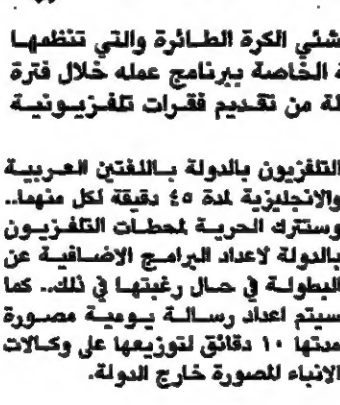 شئي الكرة الطائرة والتي تنظمها
ة الخاصة ببرنامج عمله خلال فترة
لة من تقديم فقرات تلفزيونية
التلفزيون بالدولة باللغتين العربية
والانجليزية لمدة ٤٥ دقيقة لكل منهما..
وستترك الحرية لمحطات التلفزيون
بالدولة لاعداد البرامج الاضافية عن
البطولة في حال رغبتها في ذلك.. كما
سيتم اعداد رسالة يومية مصورة
مدتها ١٠ دقائق لتوزيعها على وكالات
الانباء المصورة خارج الدولة.